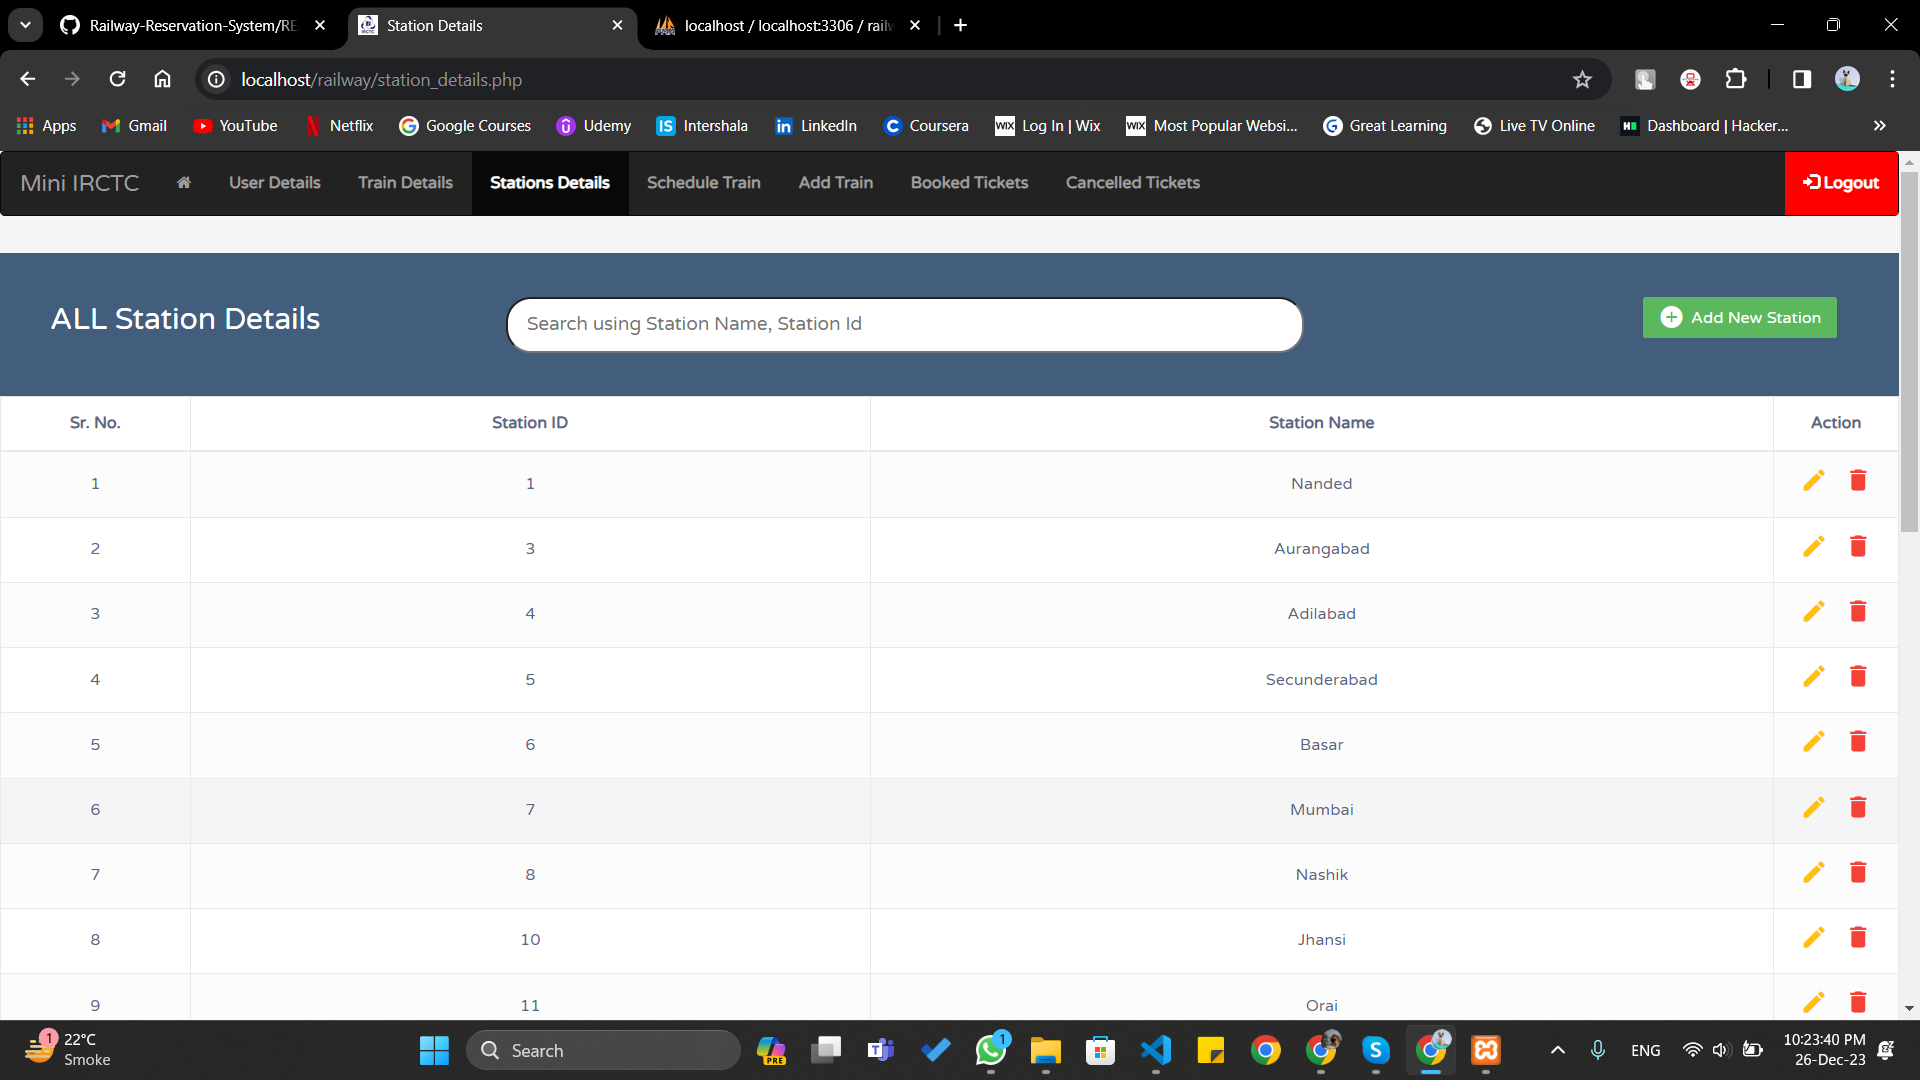 Railway-Reservation-System/RE
Station Details
localhost / localhost:3306 / railw
localhost/railway/station_details.php
Apps Gmail YouTube Netflix Google Courses Udemy Intershala LinkedIn Coursera Log In | Wix Most Popular Websi... Great Learning Live TV Online Dashboard | Hacker...
Mini IRCTC User Details Train Details Stations Details Schedule Train Add Train Booked Tickets Cancelled Tickets Logout
ALL Station Details
Search using Station Name, Station Id
Add New Station
Sr. No. Station ID Station Name Action
1 1 Nanded
2 3 Aurangabad
3 4 Adilabad
4 5 Secunderabad
5 6 Basar
6 7 Mumbai
7 8 Nashik
8 10 Jhansi
9 11 Orai
1 22°C
Smoke
Search
PRE
1
ENG
10:23:40 PM
26-Dec-23